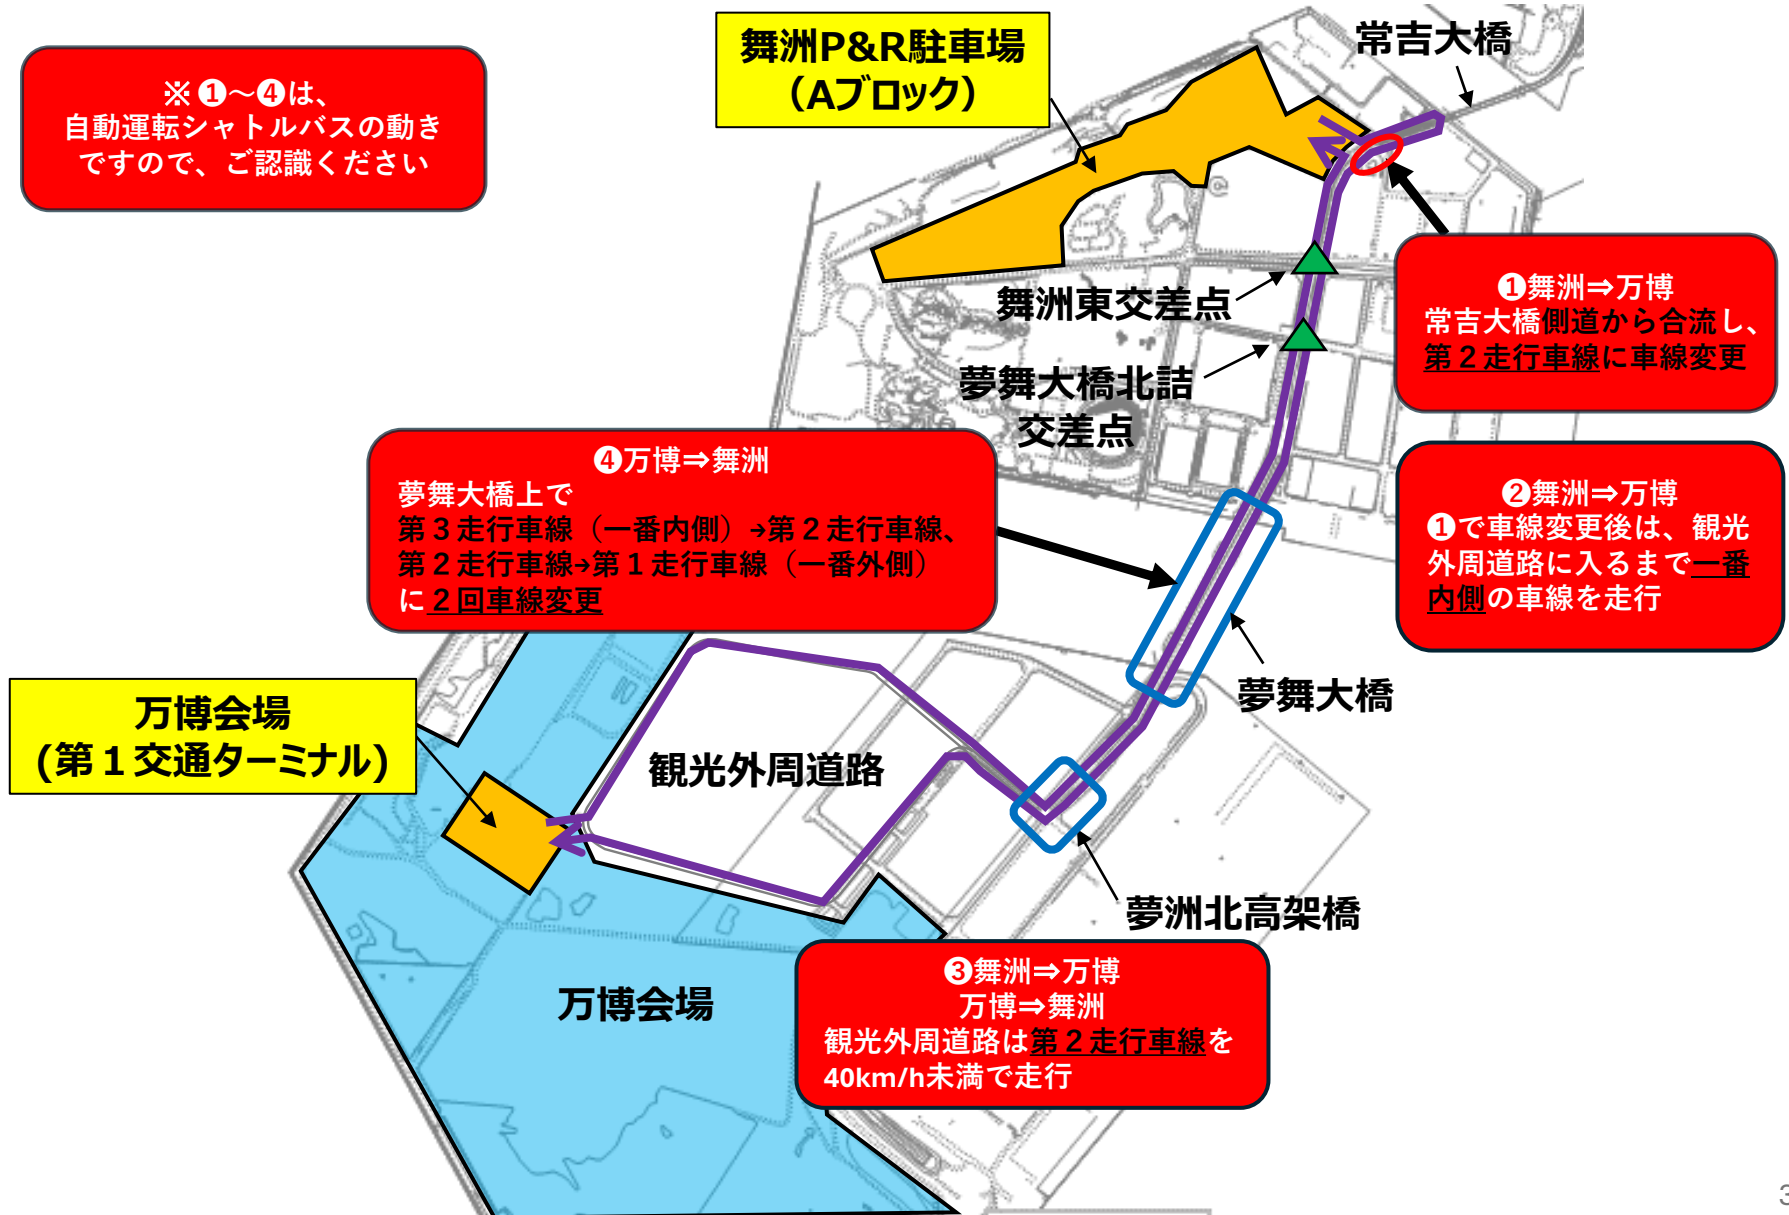 ※❶～❹は、
自動運転シャトルバスの動き
ですので、ご認識ください
舞洲P&R駐車場
（Aブロック）
常吉大橋
舞洲東交差点
夢舞大橋北詰
交差点
❶舞洲⇒万博
常吉大橋側道から合流し、
第２走行車線に車線変更
❷舞洲⇒万博
❶で車線変更後は、観光
外周道路に入るまで一番
内側の車線を走行
❹万博⇒舞洲
夢舞大橋上で
第３走行車線（一番内側）→第２走行車線、
第２走行車線→第１走行車線（一番外側）
に２回車線変更
夢舞大橋
万博会場
(第１交通ターミナル)
観光外周道路
夢洲北高架橋
万博会場
❸舞洲⇒万博
万博⇒舞洲
観光外周道路は第２走行車線を
40km/h未満で走行
3